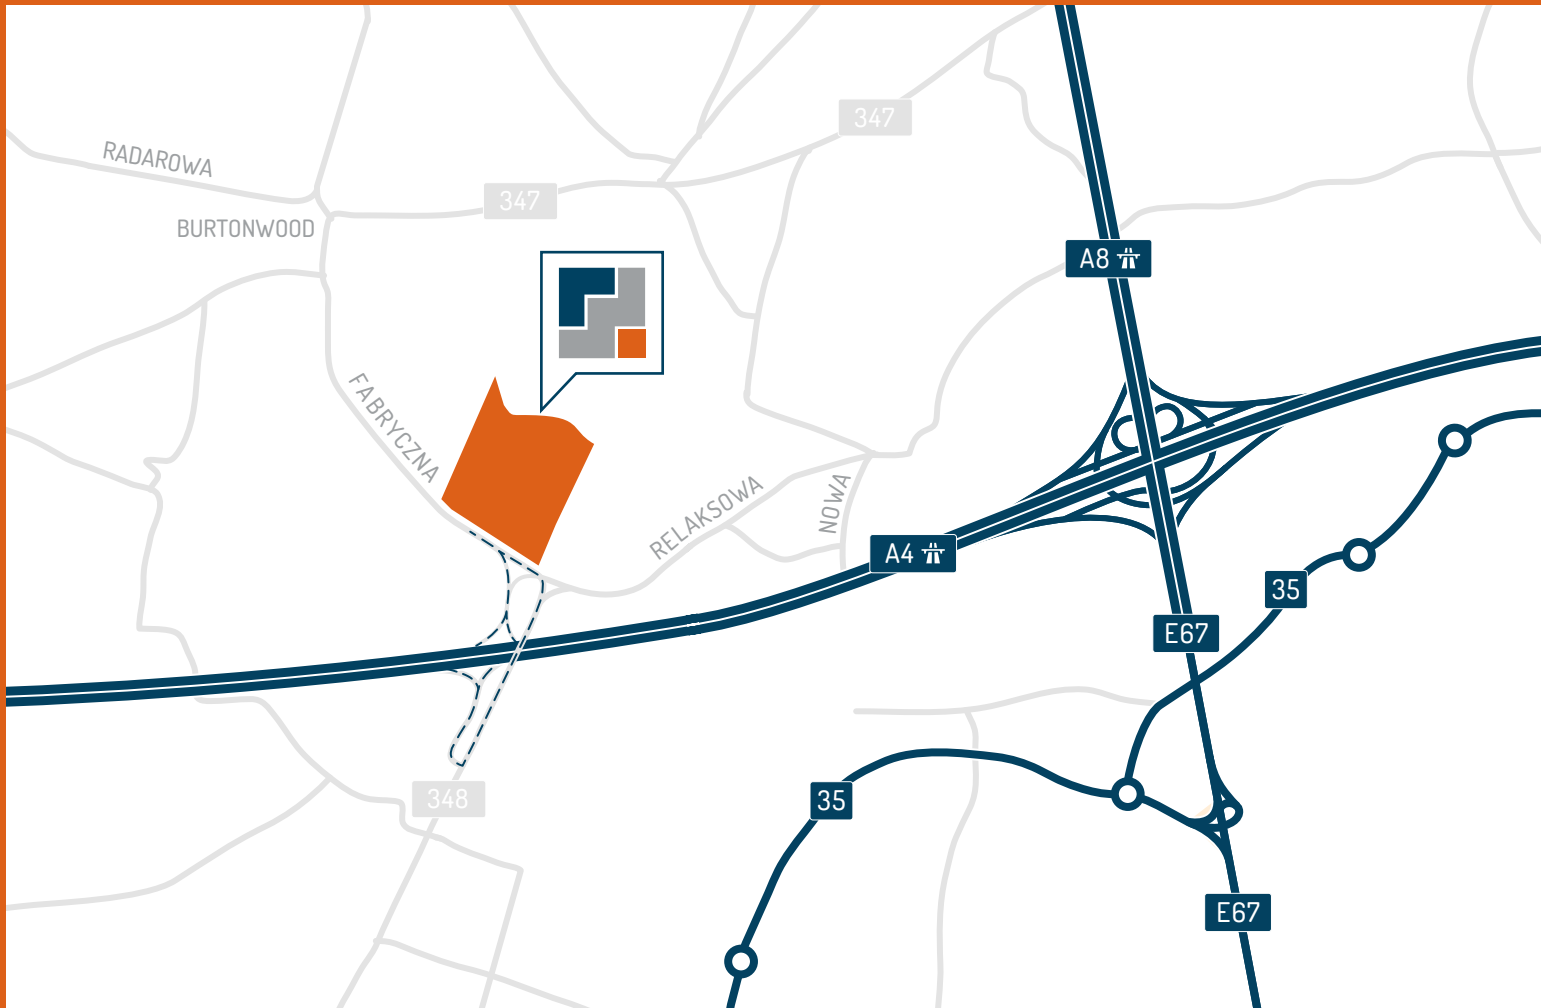 347
RADAROWA
347
BURTONWOOD
A8
FABRYCZNA
RELAKSOWA
NOWA
A4
35
E67
348
35
E67